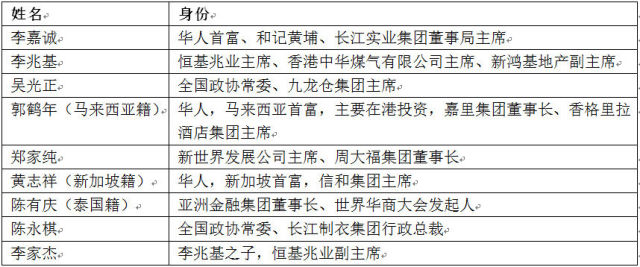 姓名 身份
李嘉诚 华人首富、和记黄埔、长江实业集团董事局主席
李兆基 恒基兆业主席、香港中华煤气有限公司主席、新鸿基地产副主席
吴光正 全国政协常委、九龙仓集团主席
郭鹤年（马来西亚籍） 华人，马来西亚首富，主要在港投资，嘉里集团董事长、香格里拉
酒店集团主席
郑家纯 新世界发展公司主席、周大福集团董事长
黄志祥（新加坡籍） 华人，新加坡首富，信和集团主席
陈有庆（泰国籍） 亚洲金融集团董事长、世界华商大会发起人
陈永棋 全国政协常委、长江制衣集团行政总裁
李家杰 李兆基之子，恒基兆业副主席